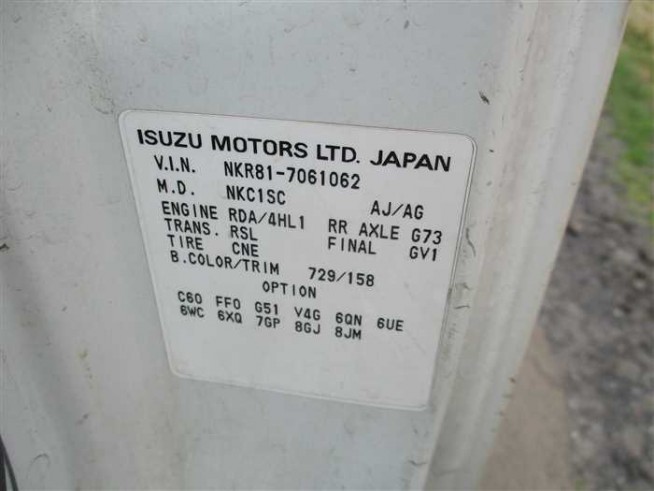 ISUZU MOTORS LTD. JAPAN
V.I.N. NKR81-7061062
M.D. NKC1SC AJ/AG
ENGINE RDA/4HL1 RR AXLE G73
TRANS. RSL FINAL GV1
TIRE CNE
B.COLOR/TRIM 729/158
OPTION
C60 FF0 G51 V4G 6QN 6UE
6WC 6XQ 7GP 8GJ 8JM